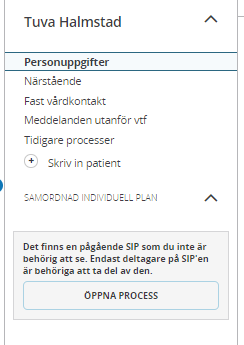 Tuva Halmstad
Personuppgifter
Närstående
Fast vårdkontakt
Meddelanden utanför vtf
Tidigare processer
Skriv in patient
SAMORDNAD INDIVIDUELL PLAN
Det finns en pågående SIP som du inte är
behörig att se. Endast deltagare på SIP'en
är behöriga att ta del av den.
ÖPPNA PROCESS